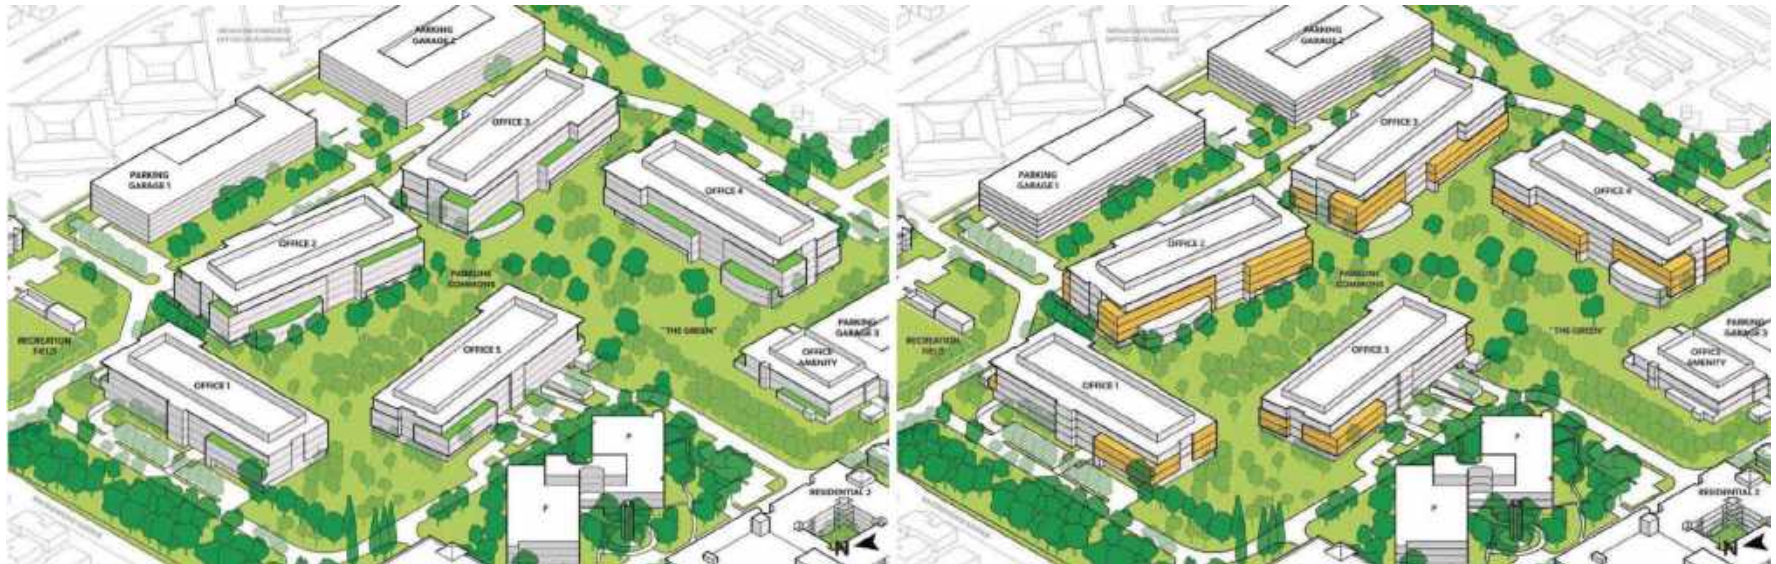 PARKING
GARAGE 2
OFFICE 3
PARKING
GARAGE 1
OFFICE 4
OFFICE 2
PARKLINE
COMMONS
"THE GREEN"
PARKING
GARAGE 3
RECREATION
FIELD
OFFICE 5
OFFICE
AMENITY
OFFICE 1
P
P
RESIDENTIAL 2
N
PARKING
GARAGE 2
OFFICE 3
PARKING
GARAGE 1
OFFICE 4
OFFICE 2
PARKLINE
COMMONS
"THE GREEN"
PARKING
GARAGE 3
RECREATION
FIELD
OFFICE 5
OFFICE
AMENITY
OFFICE 1
P
P
RESIDENTIAL 2
N